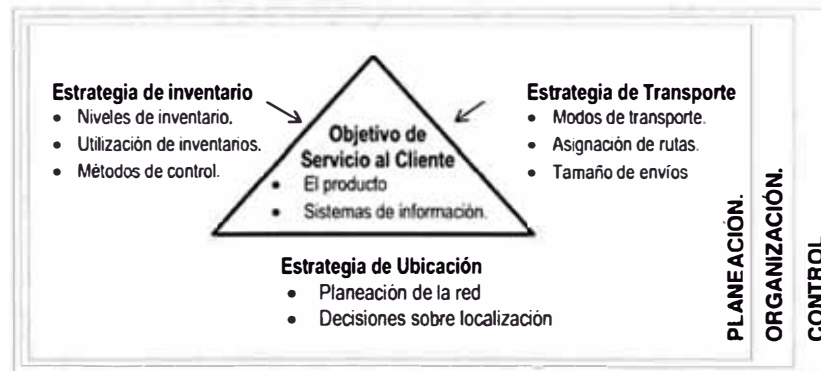 Estrategia de inventario
• Niveles de inventario.
• Utilización de inventarios.
• Métodos de control.
Objetivo de
Servicio al Cliente
• El producto
• Sistemas de información.
Estrategia de Transporte
• Modos de transporte.
• Asignación de rutas.
• Tamaño de envíos
Estrategia de Ubicación
• Planeación de la red
• Decisiones sobre localización
PLANEACIÓN.
ORGANIZACIÓN.
CONTROL